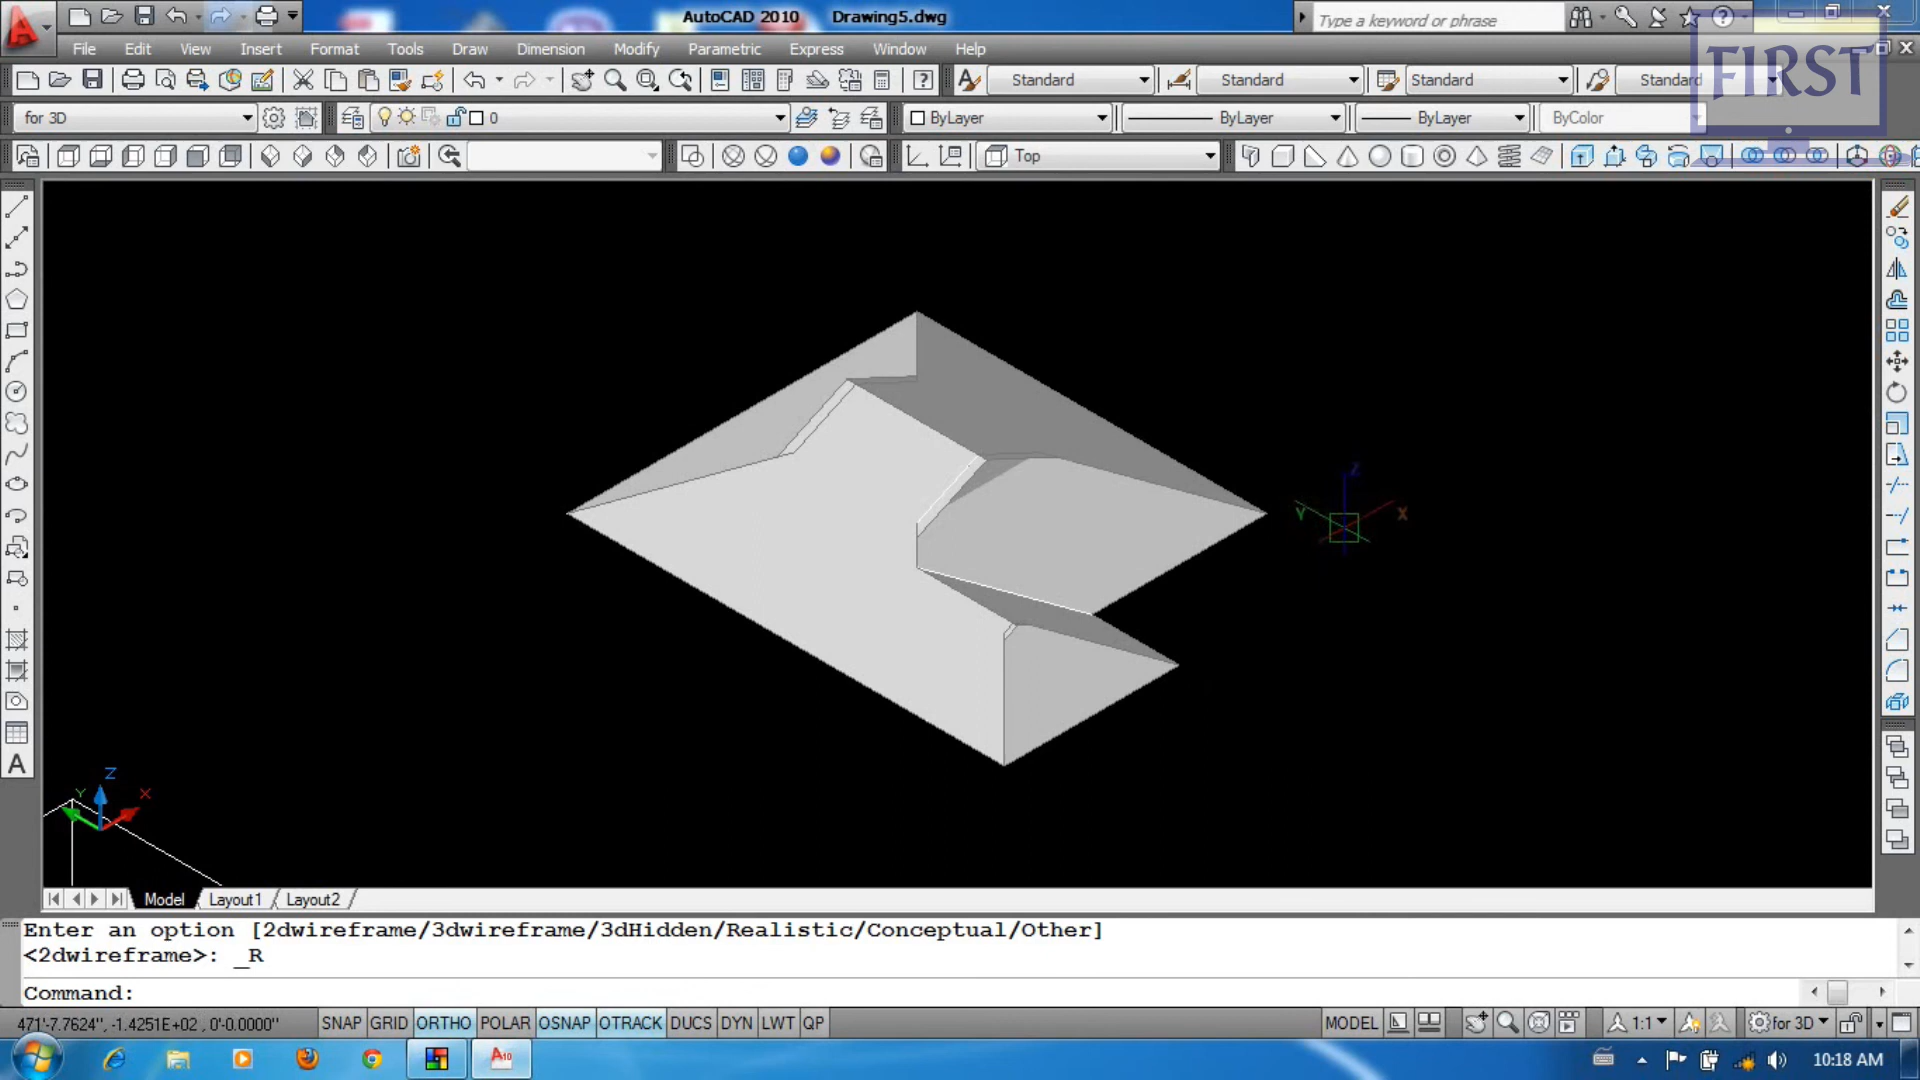 AutoCAD 2010 Drawing5.dwg
Type a keyword or phrase
File Edit View Insert Format Tools Draw Dimension Modify Parametric Express Window Help
FIRST
Standard Standard Standard Standard
for 3D 0 ByLayer ByLayer ByLayer ByColor
Top
Z
Y X
Z
Y X
A
Model Layout1 Layout2
Enter an option [2dwireframe/3dwireframe/3dHidden/Realistic/Conceptual/Other]
<2dwireframe>: _R
Command:
471'-7.7624", -1.4251E+02 , 0'-0.0000" SNAP GRID ORTHO POLAR OSNAP OTRACK DUCS DYN LWT QP MODEL 1:1 for 3D
10:18 AM